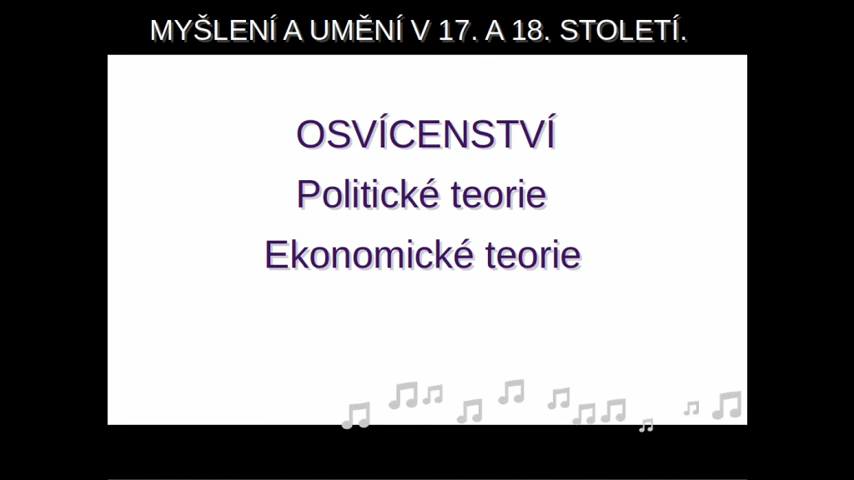 MYŠLENÍ A UMĚNÍ V 17. A 18. STOLETÍ.
OSVÍCENSTVÍ
Politické teorie
Ekonomické teorie